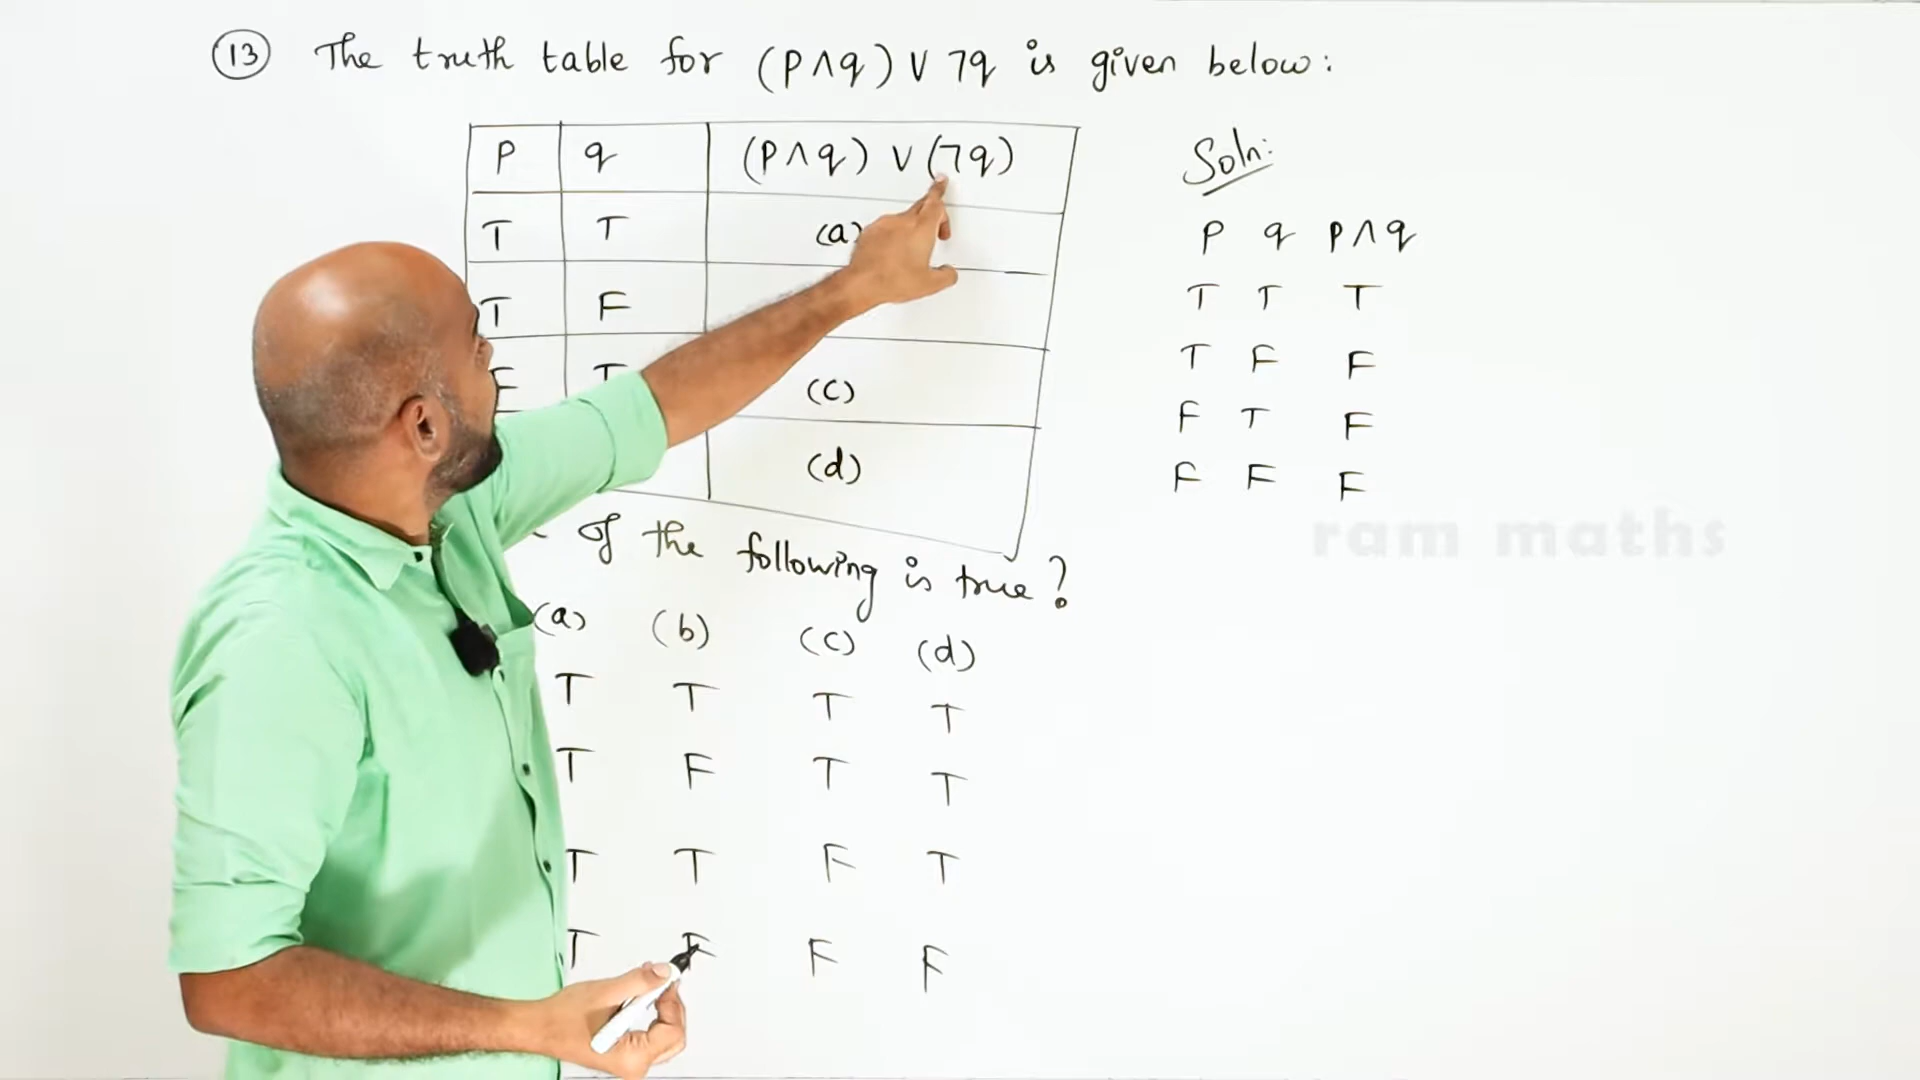 13 The truth table for (p∧q) ∨ ¬q is given below:
p q (p∧q) ∨ (¬q)
T T (a)
T F
F T (c)
(d)
of the following is true?
(a) (b) (c) (d)
T T T T
T F T T
T T F T
T F F F
Soln:
p q p∧q
T T T
T F F
F T F
F F F
ram maths